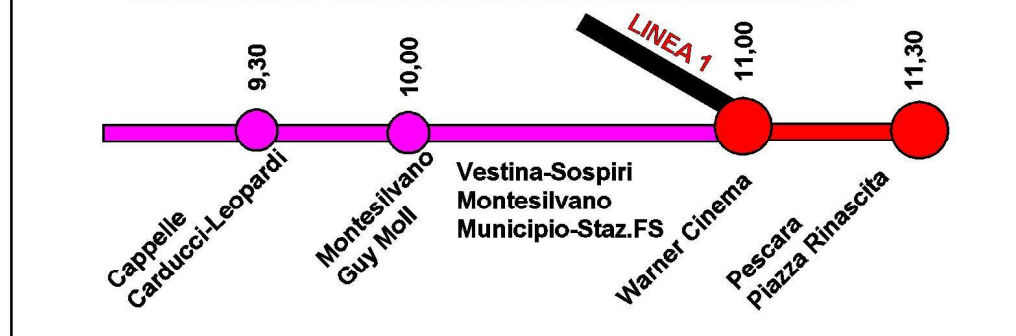 9,30
10,00
LINEA 1
11,00
11,30
Cappelle
Carducci-Leopardi
Montesilvano
Guy Moll
Vestina-Sospiri
Montesilvano
Municipio-Staz.FS
Warner Cinema
Pescara
Piazza Rinascita